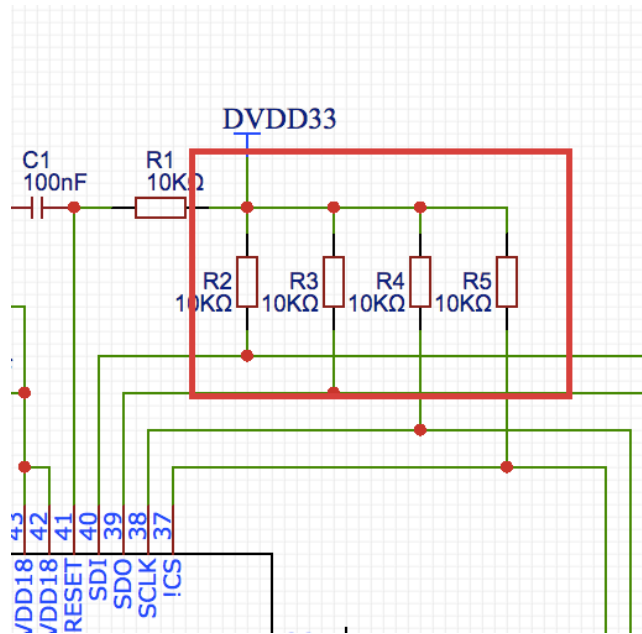 DVDD33
C1
100nF
R1
10KΩ
R2
10KΩ
R3
10KΩ
R4
10KΩ
R5
10KΩ
43
42
41
40
39
38
37
VDD18
VDD18
RESET
SDI
SDO
SCLK
!CS